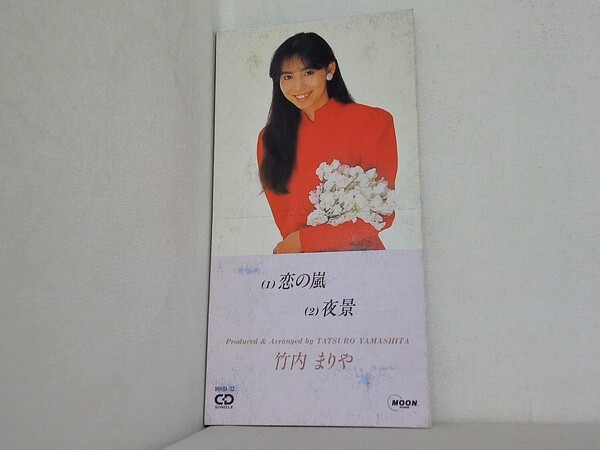 (1) 恋の嵐
(2) 夜景
Produced & Arranged by TATSURO YAMASHITA
竹内 まりや
CD
SINGLE
MOON
RECORDS